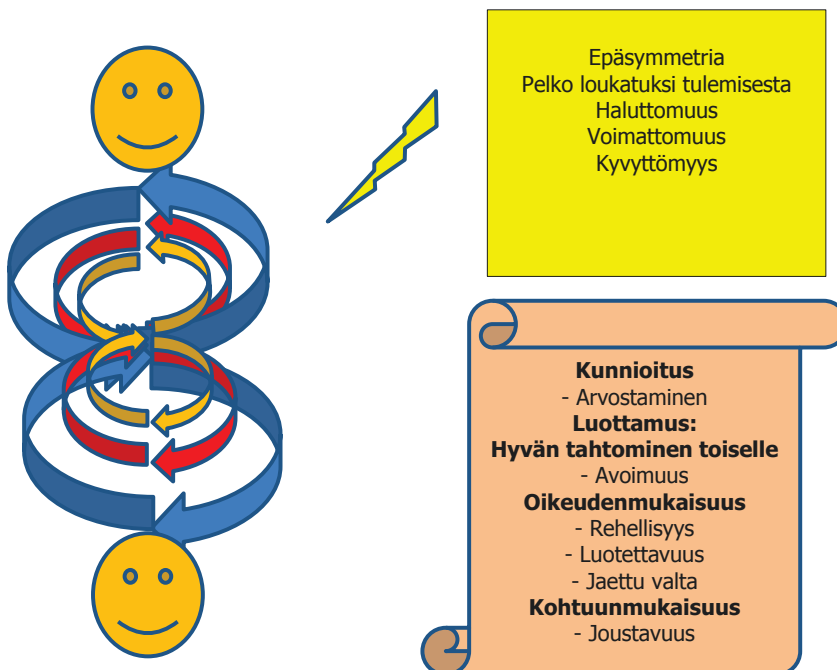 Epäsymmetria
Pelko loukatuksi tulemisesta
Haluttomuus
Voimattomuus
Kyvyttömyys
Kunnioitus
- Arvostaminen
Luottamus:
Hyvän tahtominen toiselle
- Avoimuus
Oikeudenmukaisuus
- Rehellisyys
- Luotettavuus
- Jaettu valta
Kohtuunmukaisuus
- Joustavuus